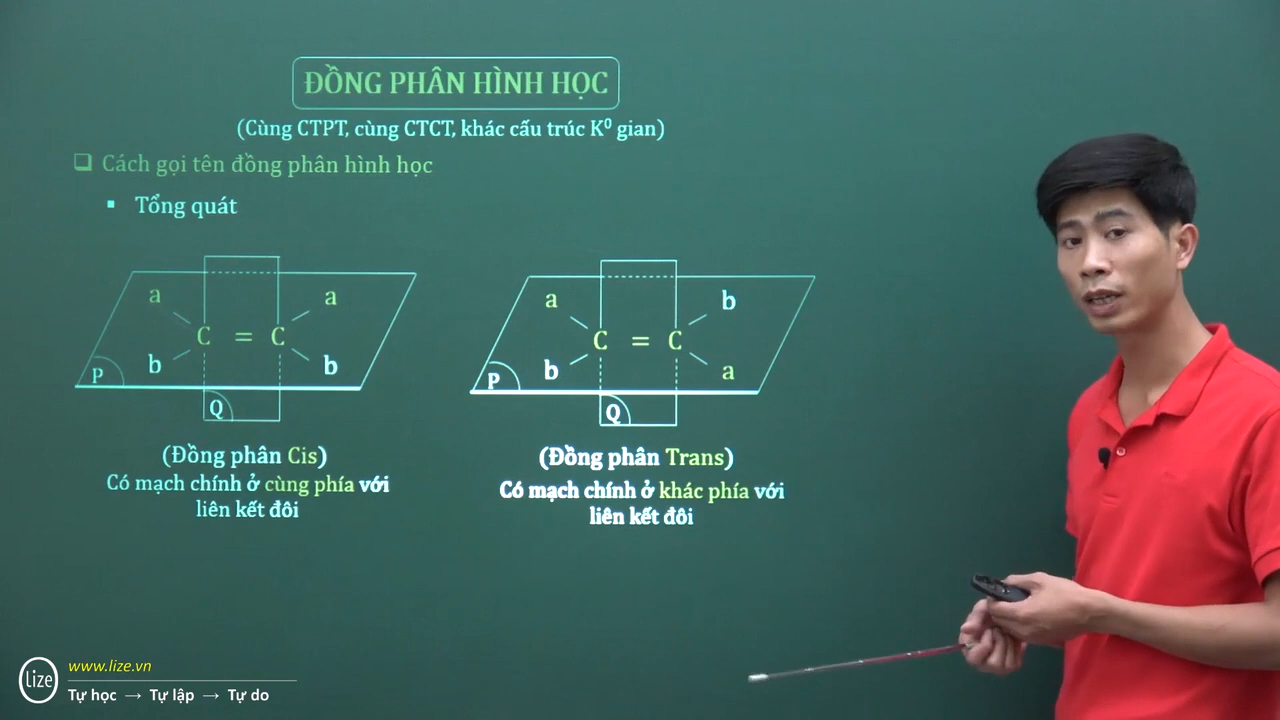 ĐỒNG PHÂN HÌNH HỌC
(Cùng CTPT, cùng CTCT, khác cấu trúc K⁰ gian)
❑ Cách gọi tên đồng phân hình học
▪ Tổng quát
a a
C = C
b b
P
Q
(Đồng phân Cis)
Có mạch chính ở cùng phía với
liên kết đôi
a b
C = C
b a
P
Q
(Đồng phân Trans)
Có mạch chính ở khác phía với
liên kết đôi
lize
www.lize.vn
Tự học → Tự lập → Tự do